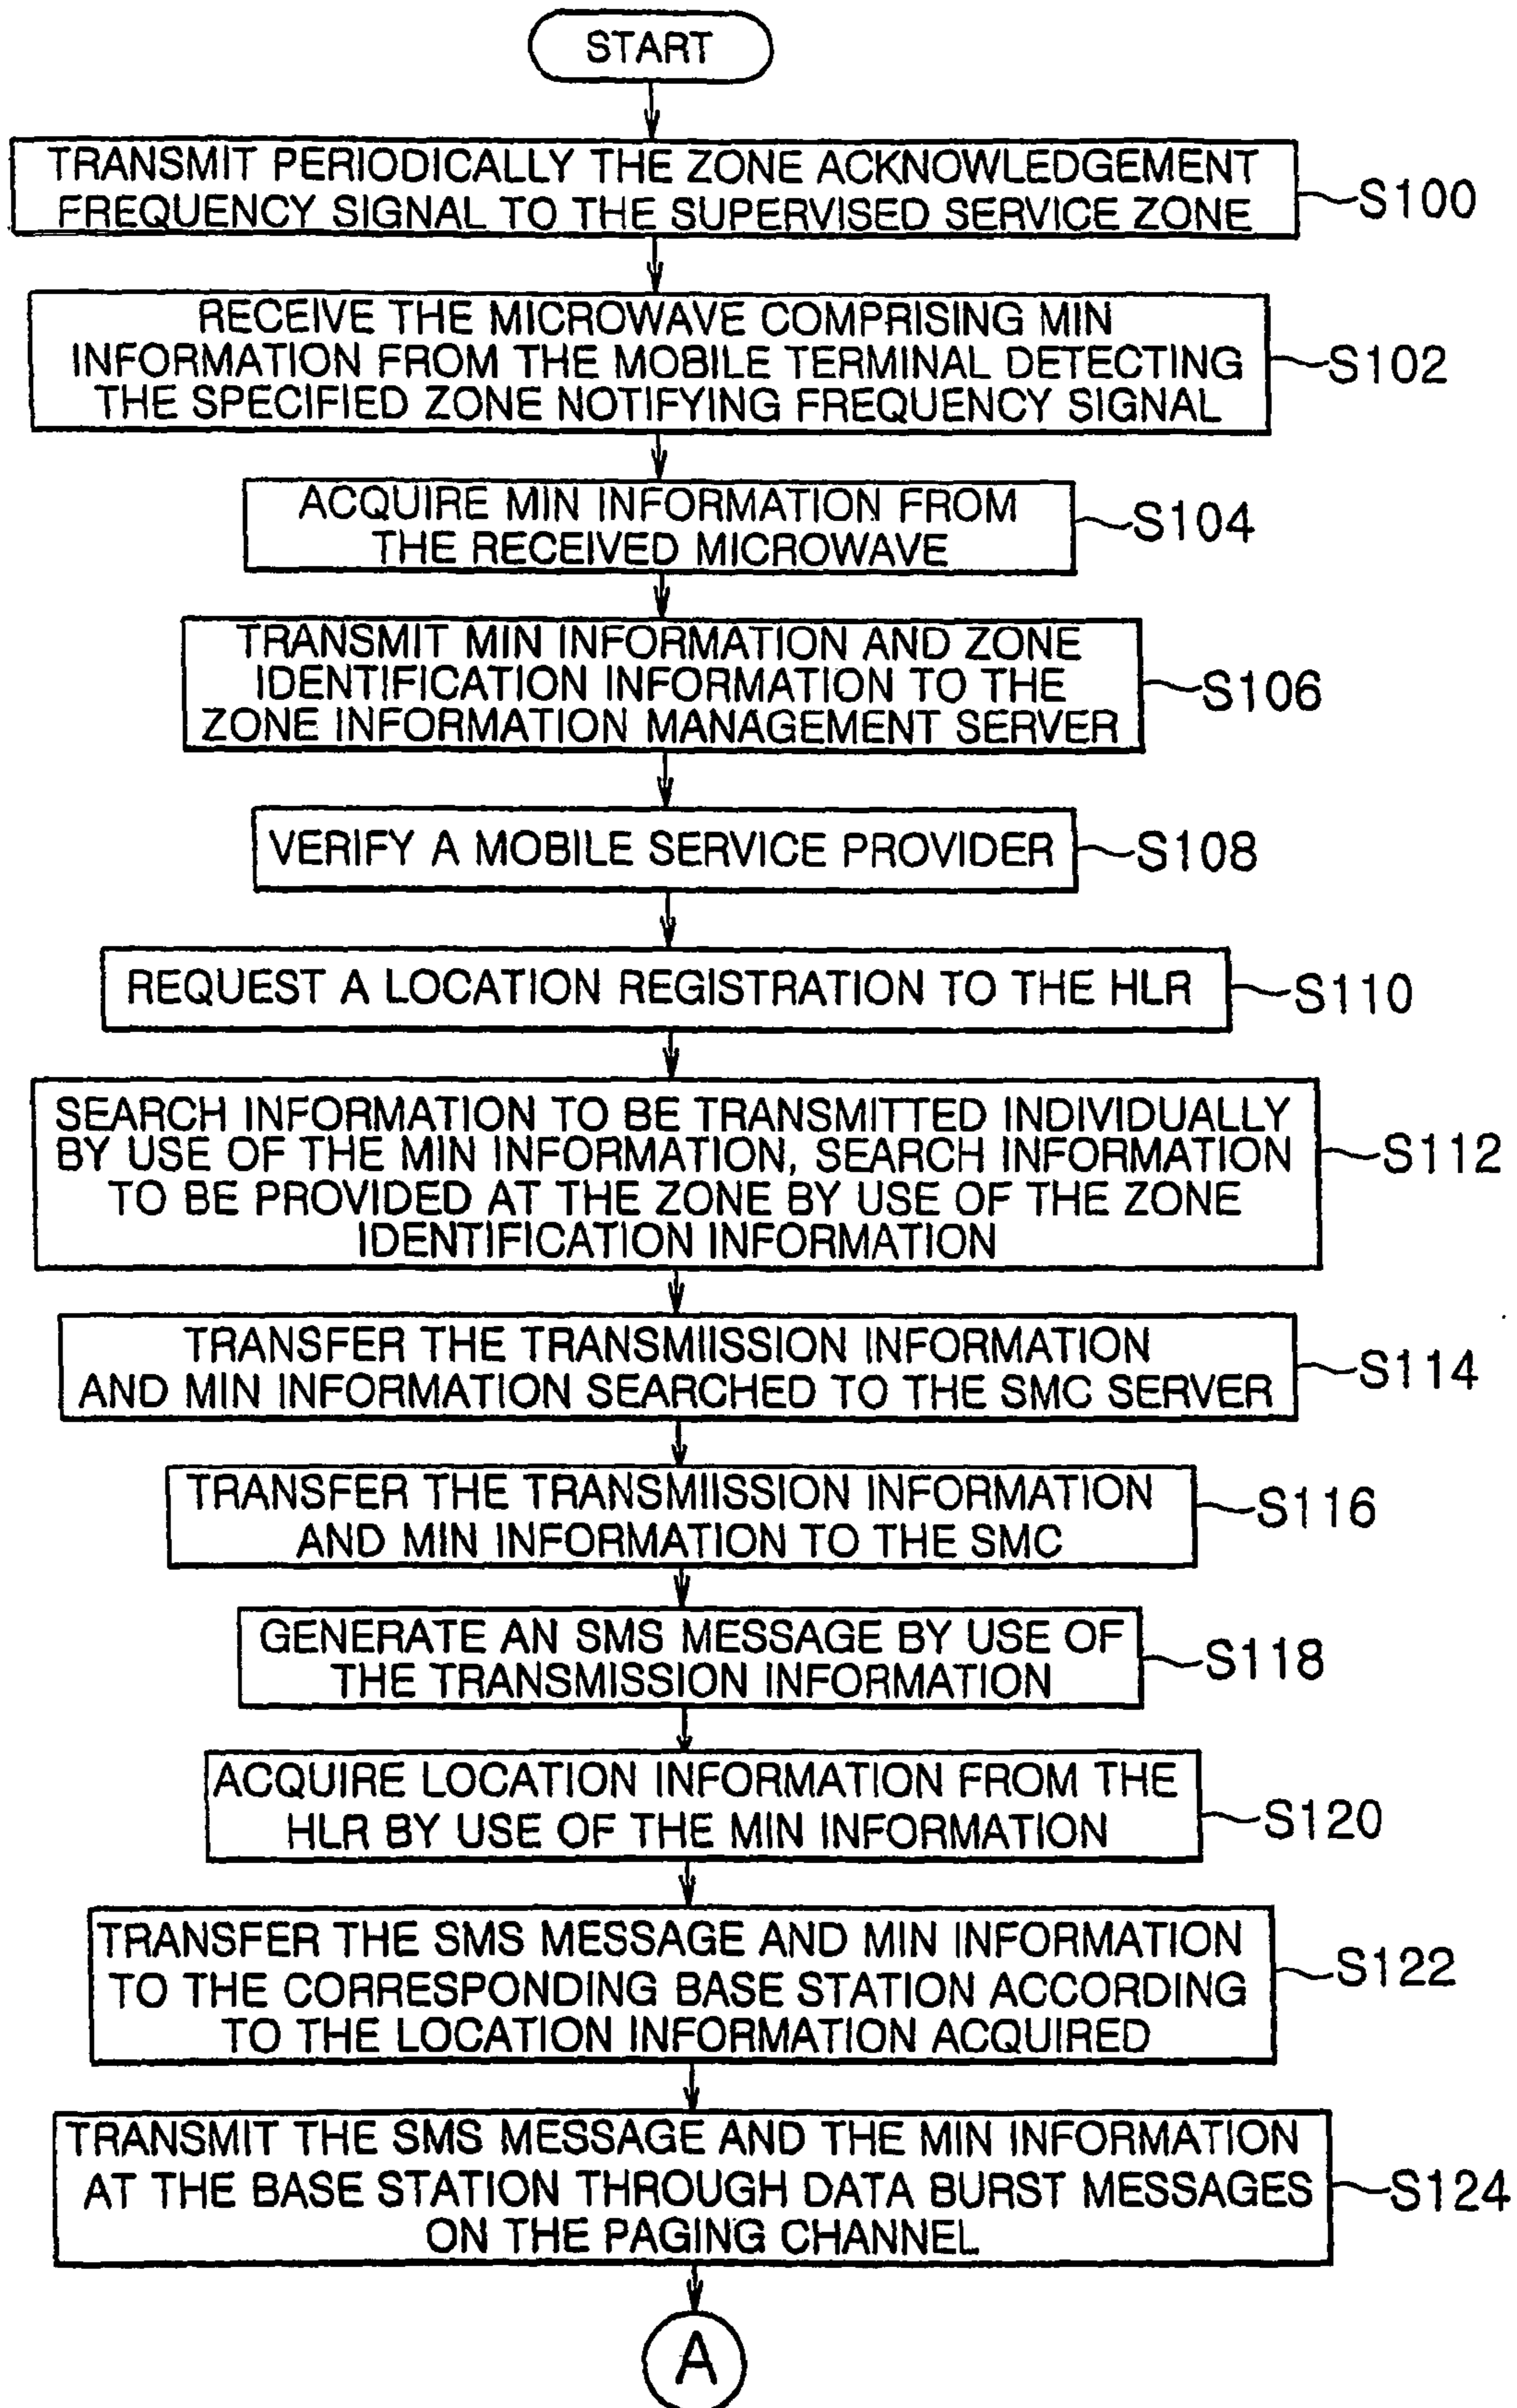 START
TRANSMIT PERIODICALLY THE ZONE ACKNOWLEDGEMENT
FREQUENCY SIGNAL TO THE SUPERVISED SERVICE ZONE
S100
RECEIVE THE MICROWAVE COMPRISING MIN
INFORMATION FROM THE MOBILE TERMINAL DETECTING
THE SPECIFIED ZONE NOTIFYING FREQUENCY SIGNAL
S102
ACQUIRE MIN INFORMATION FROM
THE RECEIVED MICROWAVE
S104
TRANSMIT MIN INFORMATION AND ZONE
IDENTIFICATION INFORMATION TO THE
ZONE INFORMATION MANAGEMENT SERVER
S106
VERIFY A MOBILE SERVICE PROVIDER
S108
REQUEST A LOCATION REGISTRATION TO THE HLR
S110
SEARCH INFORMATION TO BE TRANSMITTED INDIVIDUALLY
BY USE OF THE MIN INFORMATION, SEARCH INFORMATION
TO BE PROVIDED AT THE ZONE BY USE OF THE ZONE
IDENTIFICATION INFORMATION
S112
TRANSFER THE TRANSMIISSION INFORMATION
AND MIN INFORMATION SEARCHED TO THE SMC SERVER
S114
TRANSFER THE TRANSMIISSION INFORMATION
AND MIN INFORMATION TO THE SMC
S116
GENERATE AN SMS MESSAGE BY USE OF
THE TRANSMISSION INFORMATION
S118
ACQUIRE LOCATION INFORMATION FROM THE
HLR BY USE OF THE MIN INFORMATION
S120
TRANSFER THE SMS MESSAGE AND MIN INFORMATION
TO THE CORRESPONDING BASE STATION ACCORDING
TO THE LOCATION INFORMATION ACQUIRED
S122
TRANSMIT THE SMS MESSAGE AND THE MIN INFORMATION
AT THE BASE STATION THROUGH DATA BURST MESSAGES
ON THE PAGING CHANNEL
S124
A